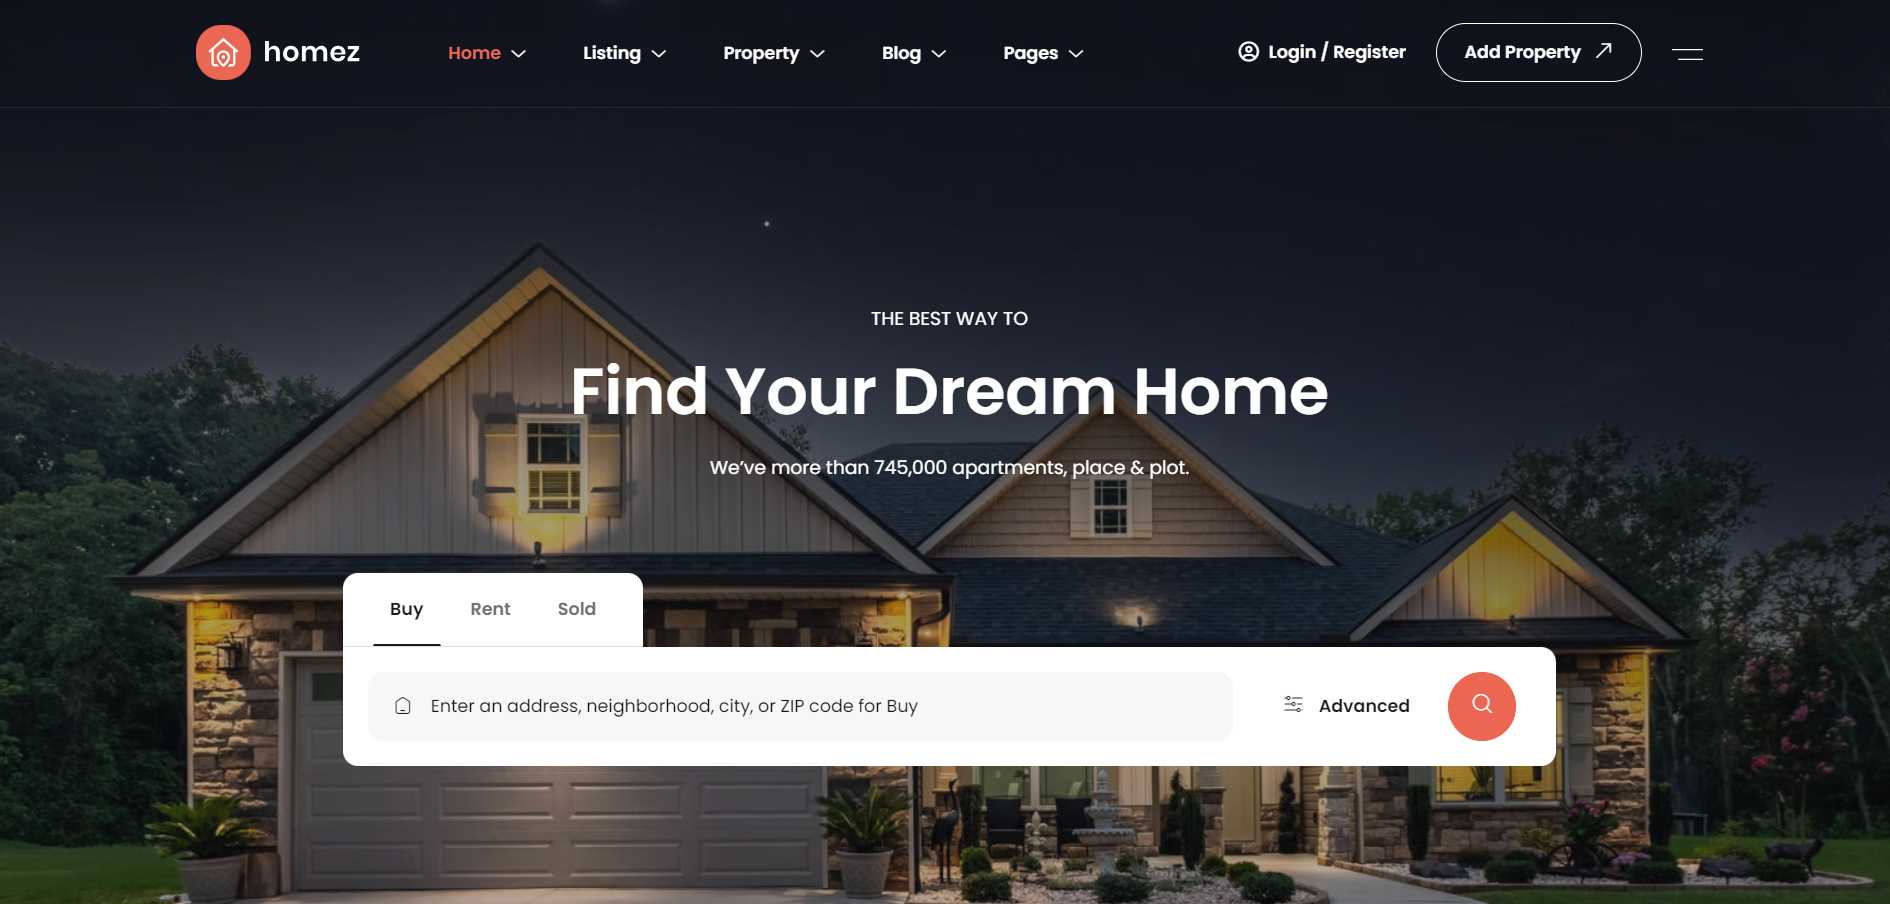 homez
Home
Listing
Property
Blog
Pages
Login / Register
Add Property
THE BEST WAY TO
Find Your Dream Home
We’ve more than 745,000 apartments, place & plot.
Buy
Rent
Sold
Enter an address, neighborhood, city, or ZIP code for Buy
Advanced